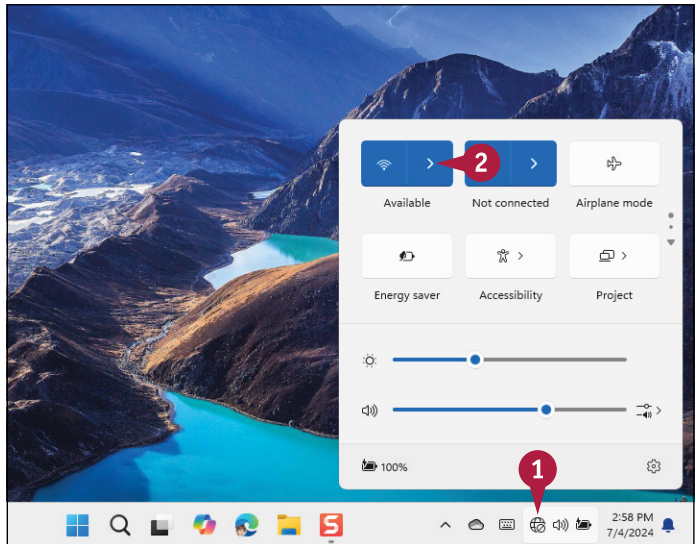 2
Available Not connected Airplane mode
Energy saver Accessibility Project
100%
1
2:58 PM
7/4/2024